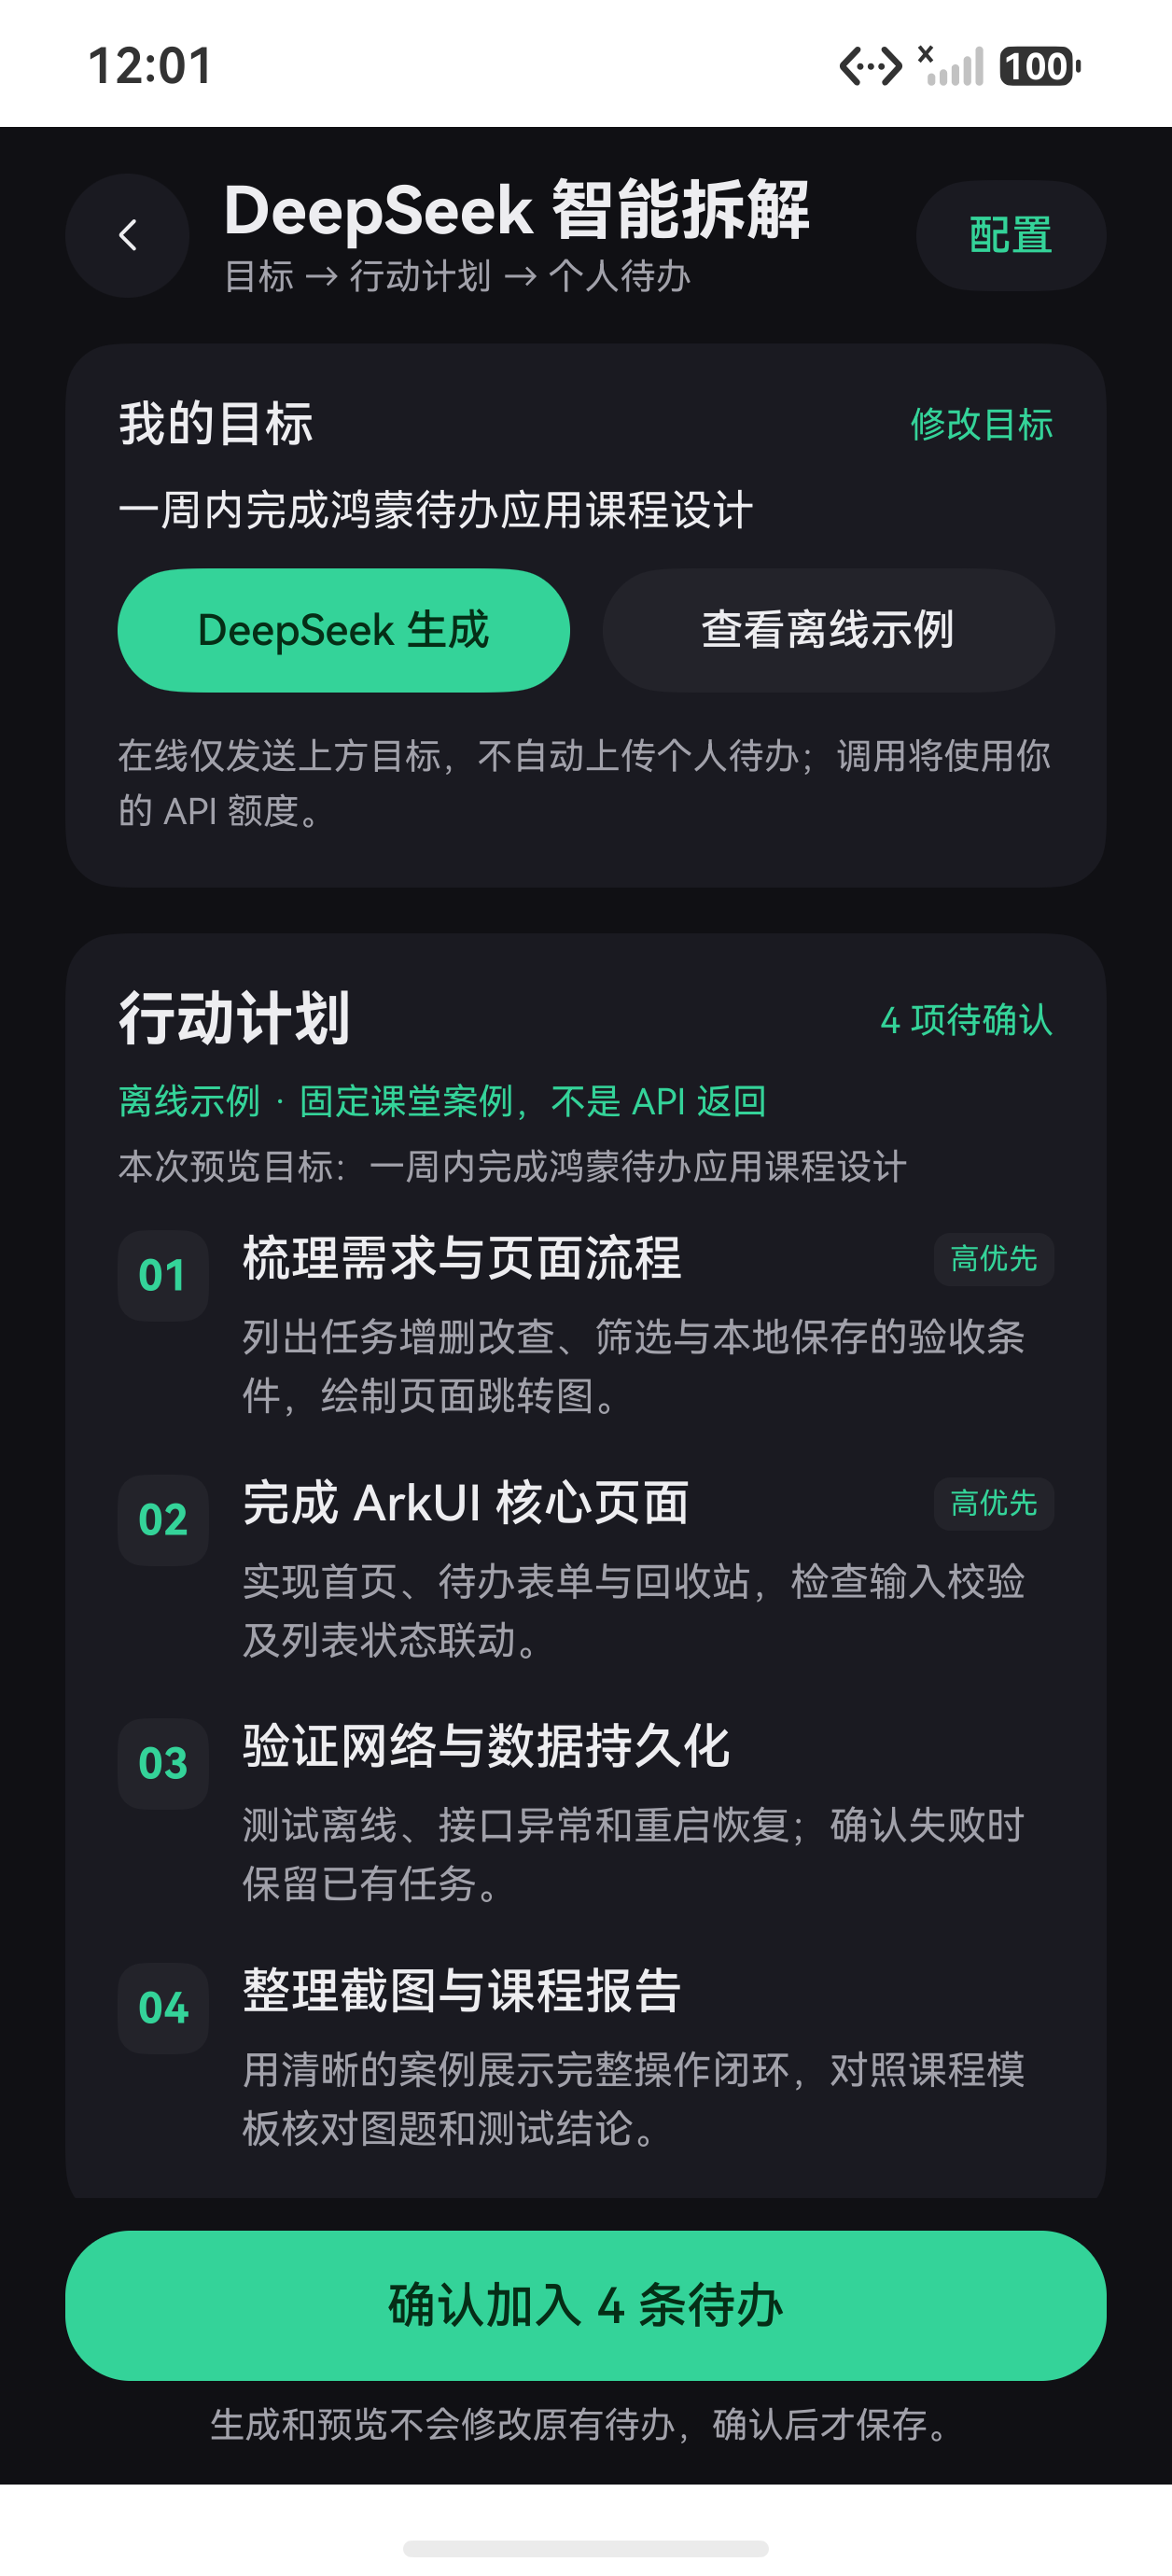 12:01
100
DeepSeek 智能拆解
目标 → 行动计划 → 个人待办
配置
我的目标
修改目标
一周内完成鸿蒙待办应用课程设计
DeepSeek 生成
查看离线示例
在线仅发送上方目标，不自动上传个人待办；调用将使用你
的 API 额度。
行动计划
4 项待确认
离线示例 · 固定课堂案例，不是 API 返回
本次预览目标：一周内完成鸿蒙待办应用课程设计
01
梳理需求与页面流程
高优先
列出任务增删改查、筛选与本地保存的验收条
件，绘制页面跳转图。
02
完成 ArkUI 核心页面
高优先
实现首页、待办表单与回收站，检查输入校验
及列表状态联动。
03
验证网络与数据持久化
测试离线、接口异常和重启恢复；确认失败时
保留已有任务。
04
整理截图与课程报告
用清晰的案例展示完整操作闭环，对照课程模
板核对图题和测试结论。
确认加入 4 条待办
生成和预览不会修改原有待办，确认后才保存。